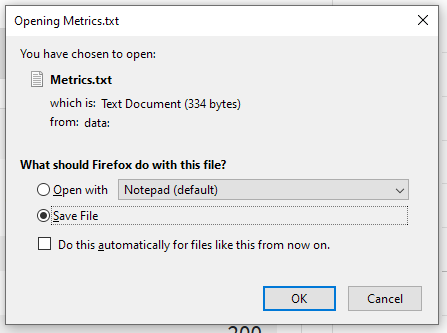 Opening Metrics.txt
You have chosen to open:
Metrics.txt
which is: Text Document (334 bytes)
from: data:
What should Firefox do with this file?
Open with Notepad (default)
Save File
Do this automatically for files like this from now on.
OK Cancel
200